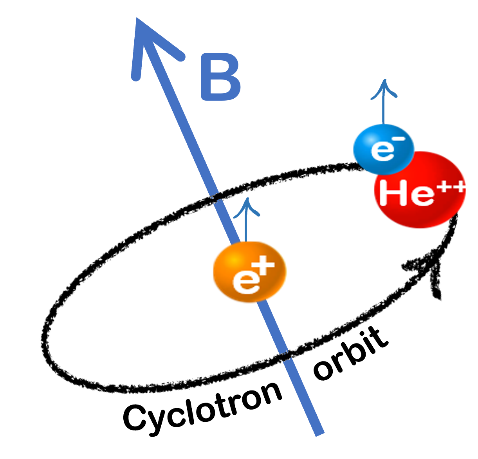 B
e⁻
He⁺⁺
e⁺
Cyclotron orbit